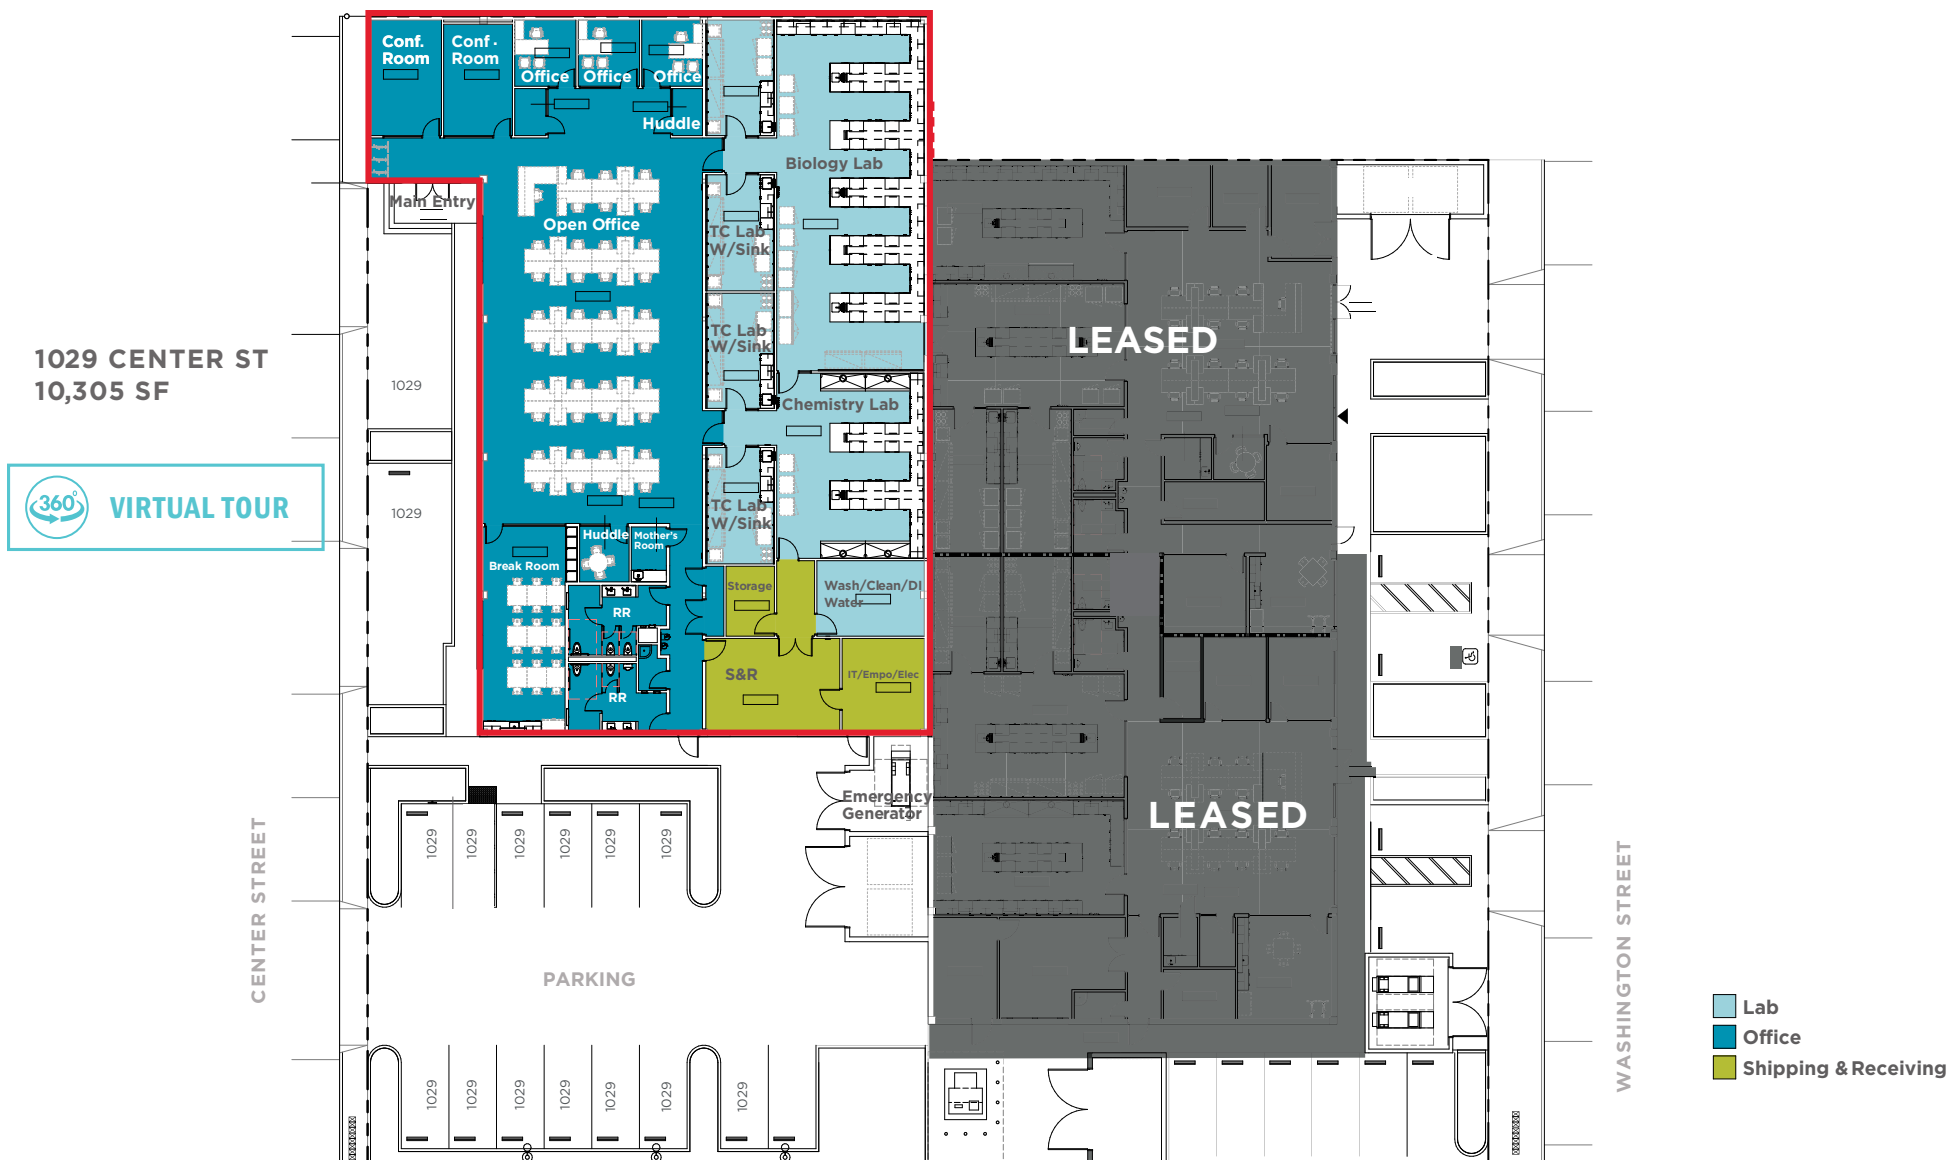 Conf.
Room
Conf.
Room
Office
Office
Office
Huddle
Biology Lab
Main Entry
Open Office
TC Lab
W/Sink
TC Lab
W/Sink
LEASED
1029 CENTER ST
10,305 SF
1029
Chemistry Lab
360°
VIRTUAL TOUR
1029
TC Lab
W/Sink
Huddle
Mother's
Room
Break Room
Storage
Wash/Clean/DI
Water
RR
S&R
IT/Empo/Elec
RR
Emergency
Generator
LEASED
1029
1029
1029
1029
1029
1029
CENTER STREET
PARKING
WASHINGTON STREET
Lab
Office
Shipping & Receiving
1029
1029
1029
1029
1029
1029
1029